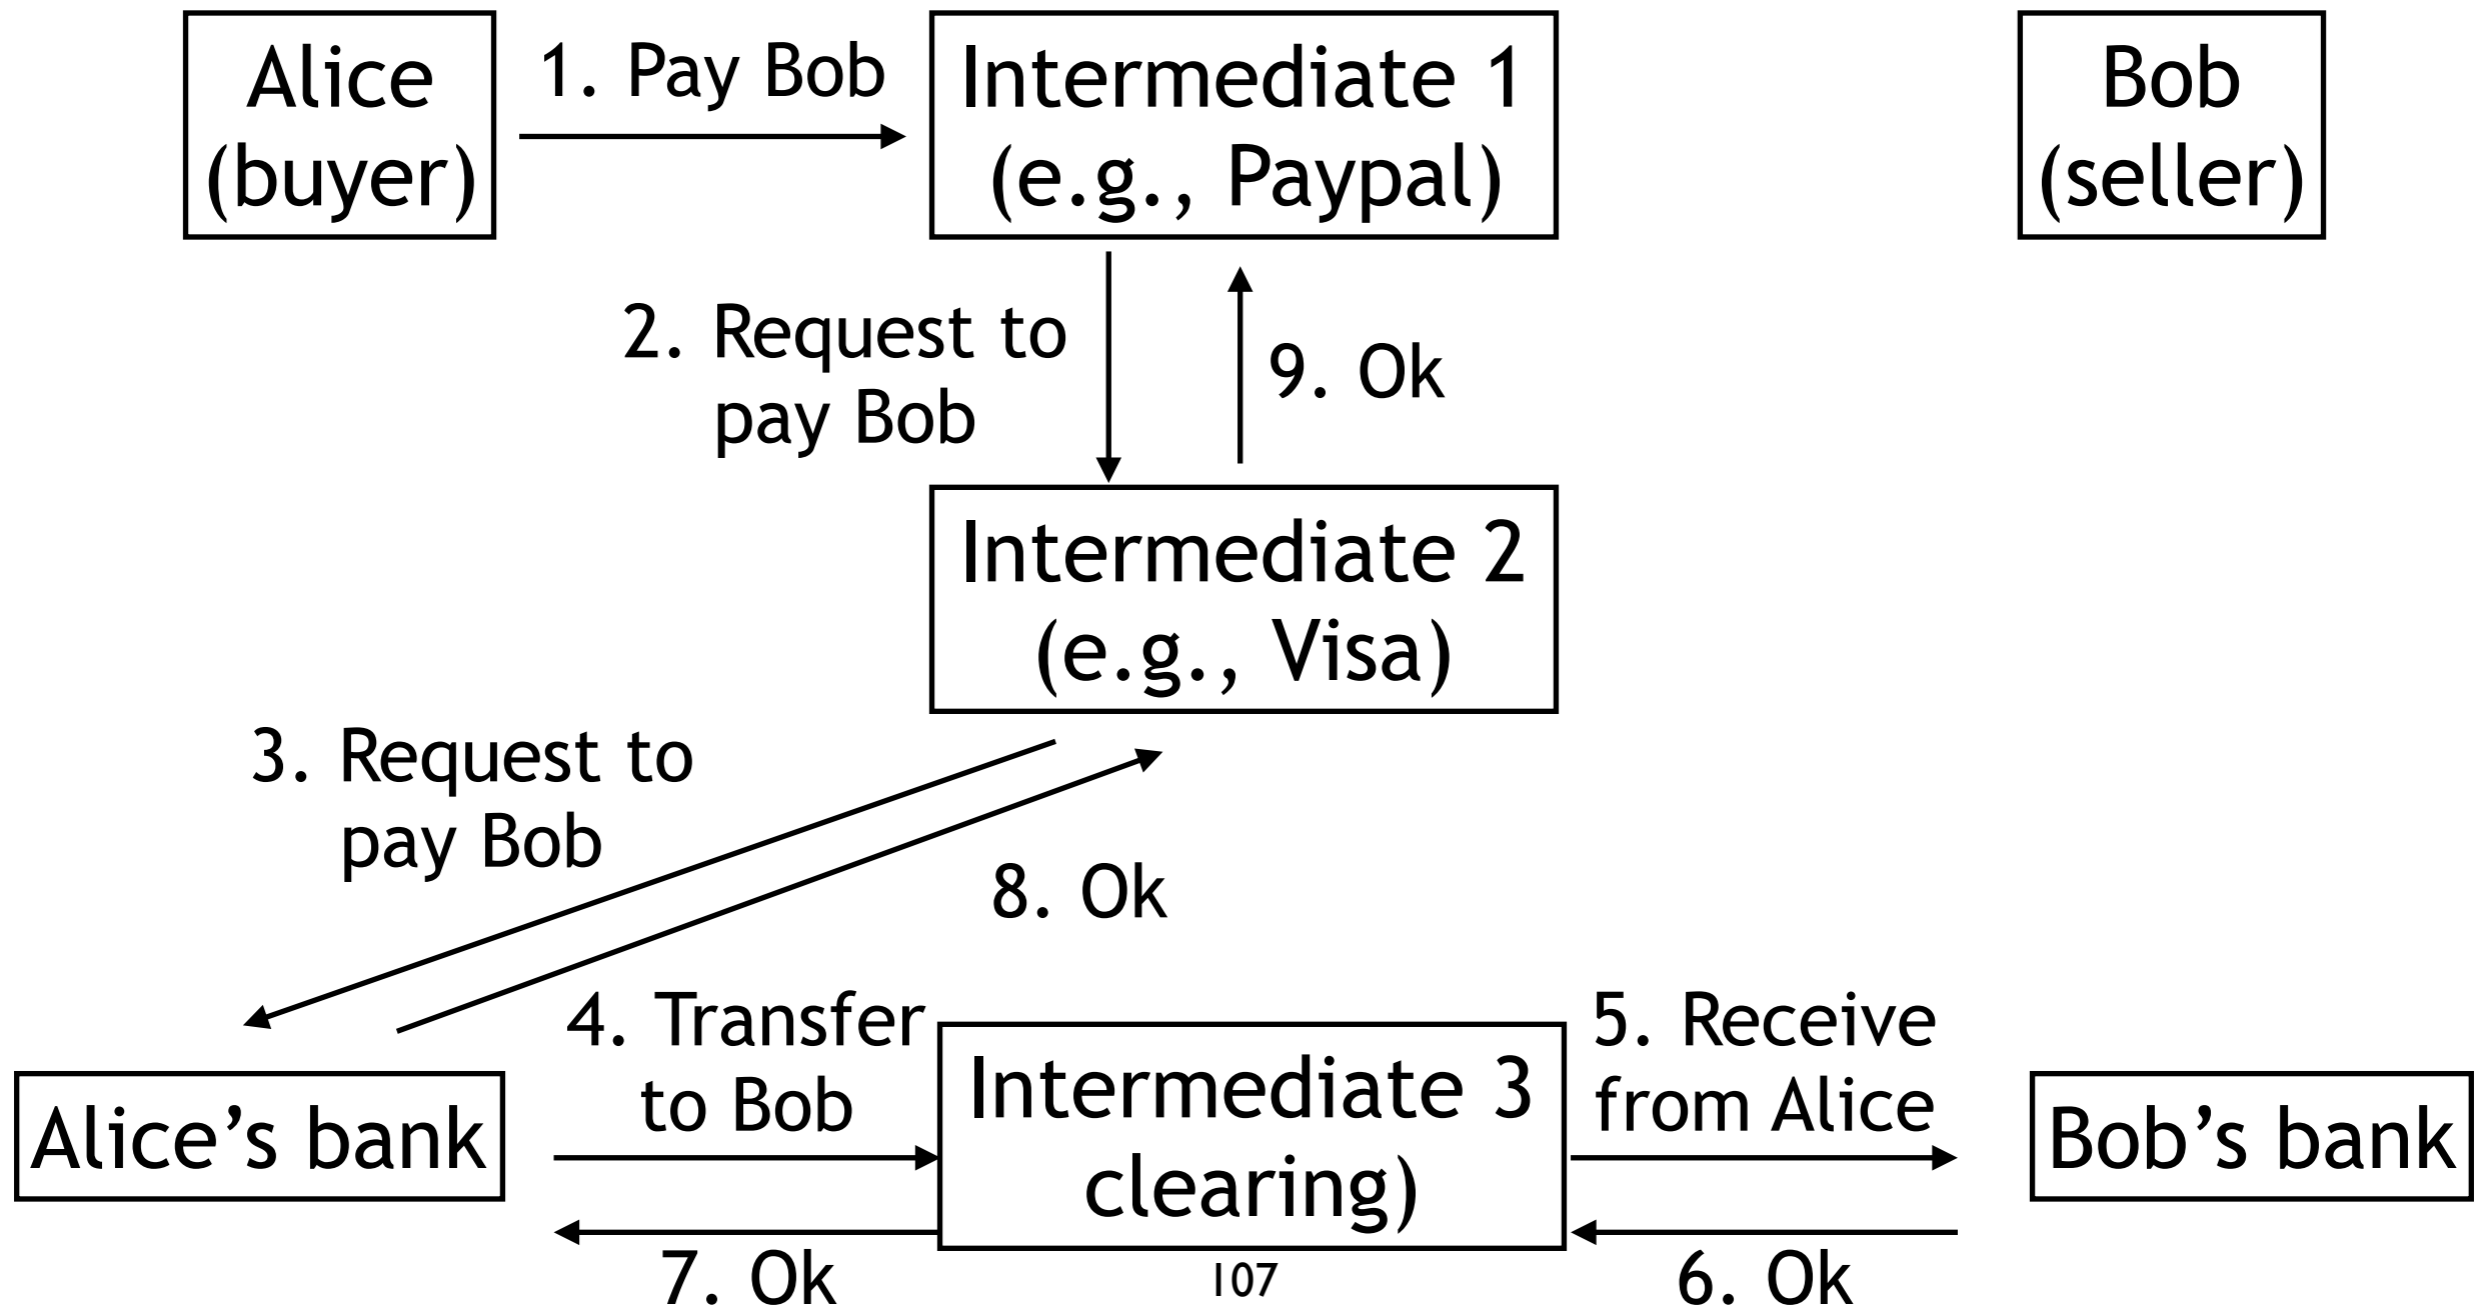 Alice
(buyer)
1. Pay Bob
Intermediate 1
(e.g., Paypal)
Bob
(seller)
2. Request to
pay Bob
9. Ok
Intermediate 2
(e.g., Visa)
3. Request to
pay Bob
8. Ok
4. Transfer
to Bob
5. Receive
from Alice
Alice’s bank
Intermediate 3
clearing)
Bob’s bank
7. Ok
107
6. Ok